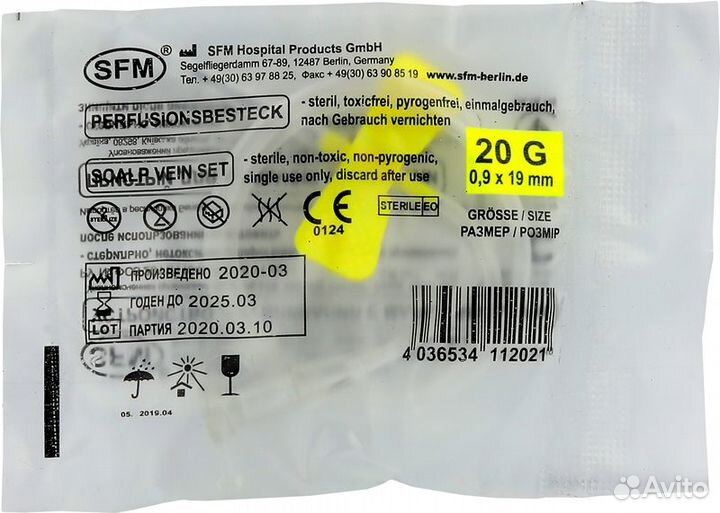 SFM ®
SFM Hospital Products GmbH
Segelfliegerdamm 67-89, 12487 Berlin, Germany
Тел. + 49(30) 63 97 88 25, Факс + 49(30) 63 90 85 19 www.sfm-berlin.de
PERFUSIONSBESTECK
- steril, toxicfrei, pyrogenfrei, einmalgebrauch,
nach Gebrauch vernichten
SCALP VEIN SET
- sterile, non-toxic, non-pyrogenic,
single use only, discard after use
20 G
0,9 x 19 mm
CE
0124
STERILE EO
GRÖSSE / SIZE
РАЗМЕР / РОЗМІР
ПРОИЗВЕДЕНО 2020-03
ГОДЕН ДО 2025.03
LOT ПАРТИЯ 2020.03.10
4 036534 112021
05. 2019.04
Avito